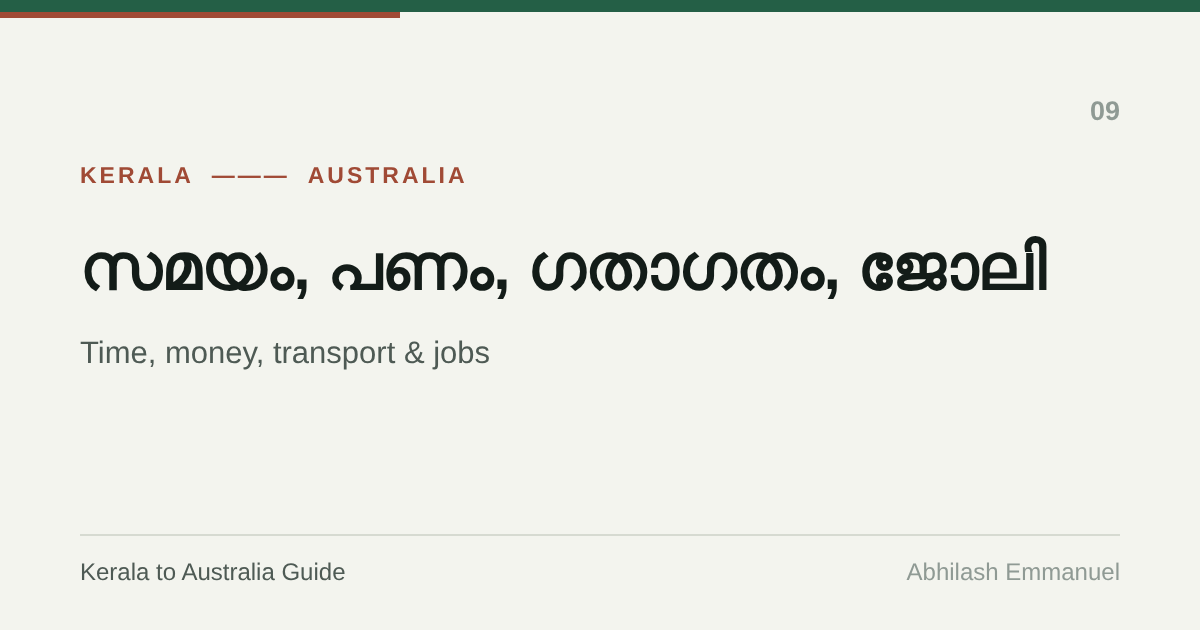 09
KERALA ——— AUSTRALIA
സമയം, പണം, ഗതാഗതം, ജോലി
Time, money, transport & jobs
Kerala to Australia Guide
Abhilash Emmanuel